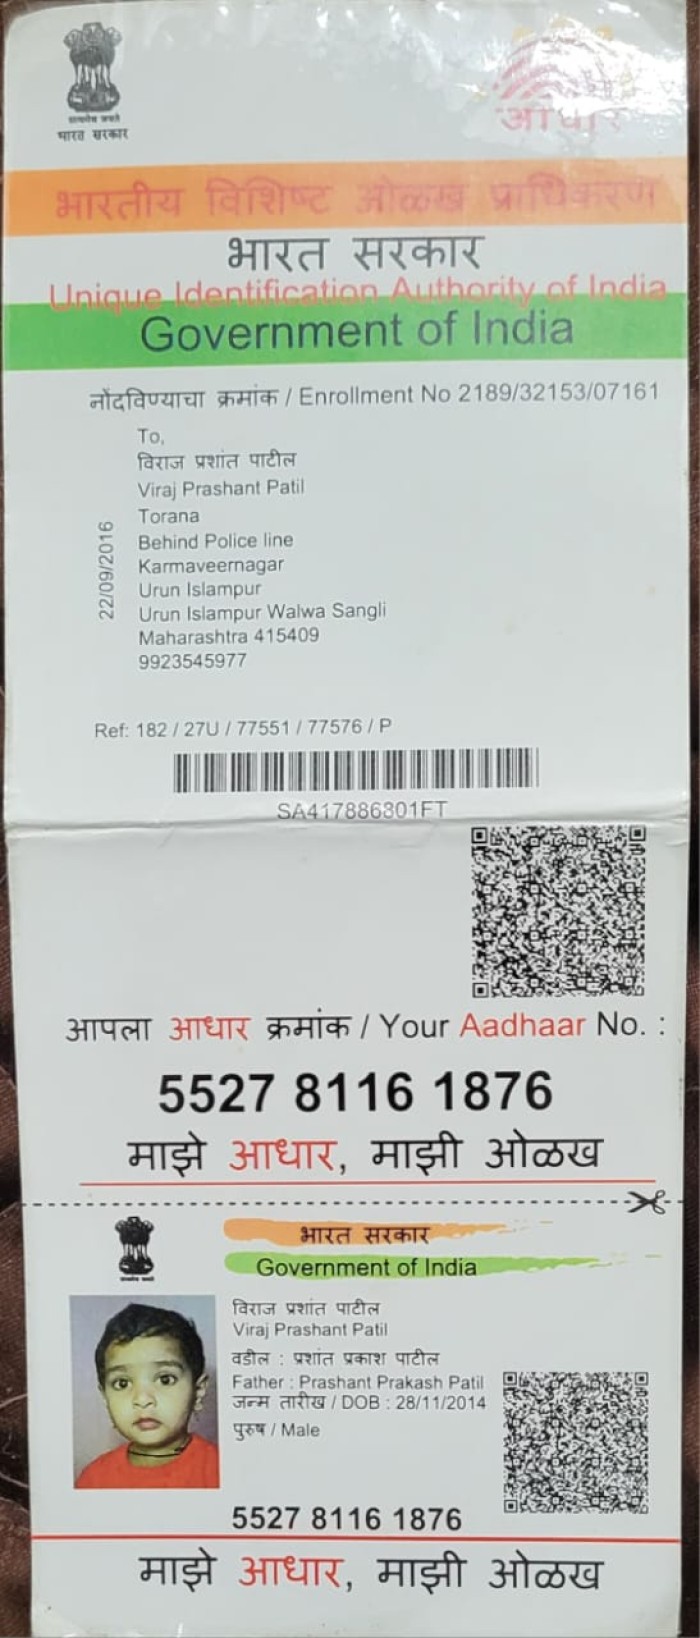 सत्यमेव जयते
भारत सरकार
आधार
भारतीय विशिष्ट ओळख प्राधिकरण
भारत सरकार
Unique Identification Authority of India
Government of India
नोंदविण्याचा क्रमांक / Enrollment No 2189/32153/07161
To,
विराज प्रशांत पाटील
Viraj Prashant Patil
Torana
Behind Police line
Karmaveernagar
Urun Islampur
Urun Islampur Walwa Sangli
Maharashtra 415409
9923545977
22/09/2016
Ref: 182 / 27U / 77551 / 77576 / P
SA417886301FT
आपला आधार क्रमांक / Your Aadhaar No. :
5527 8116 1876
माझे आधार, माझी ओळख
भारत सरकार
Government of India
विराज प्रशांत पाटील
Viraj Prashant Patil
वडील : प्रशांत प्रकाश पाटील
Father : Prashant Prakash Patil
जन्म तारीख / DOB : 28/11/2014
पुरुष / Male
5527 8116 1876
माझे आधार, माझी ओळख